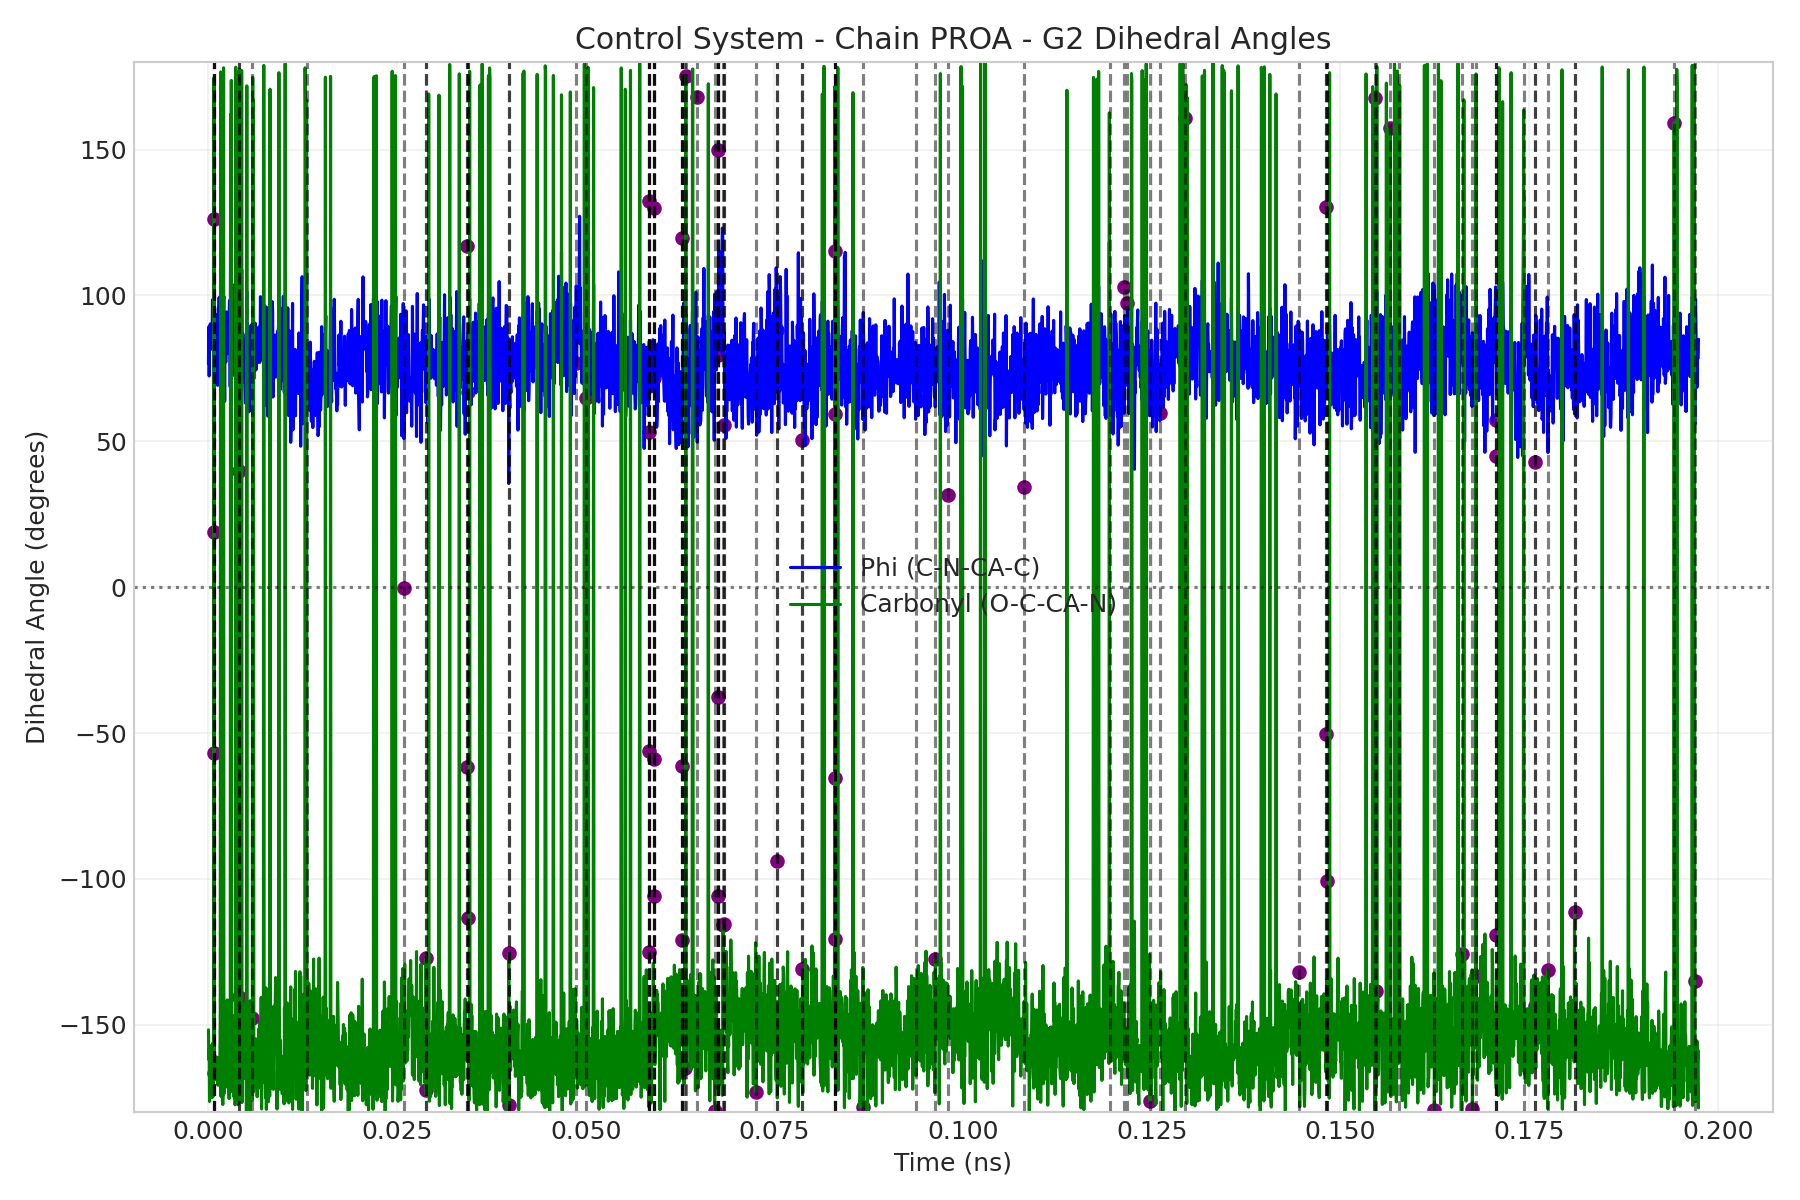 Control System - Chain PROA - G2 Dihedral Angles
Dihedral Angle (degrees)
150
100
50
0
−50
−100
−150
Phi (C-N-CA-C)
Carbonyl (O-C-CA-N)
0.000 0.025 0.050 0.075 0.100 0.125 0.150 0.175 0.200
Time (ns)